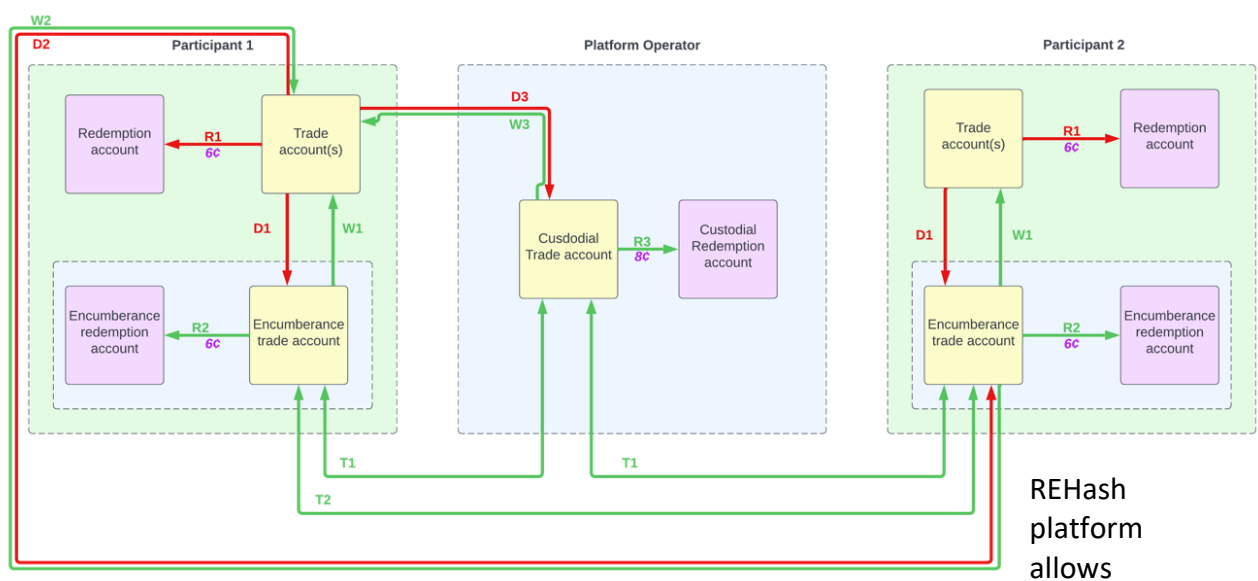 W2
D2
Participant 1
Platform Operator
Participant 2
Redemption
account
R1
6¢
Trade
account(s)
D3
W3
Trade
account(s)
R1
6¢
Redemption
account
D1
W1
Cusdodial
Trade account
R3
8¢
Custodial
Redemption
account
D1
W1
Encumberance
redemption
account
R2
6¢
Encumberance
trade account
Encumberance
trade account
R2
6¢
Encumberance
redemption
account
T1
T1
T2
REHash
platform
allows